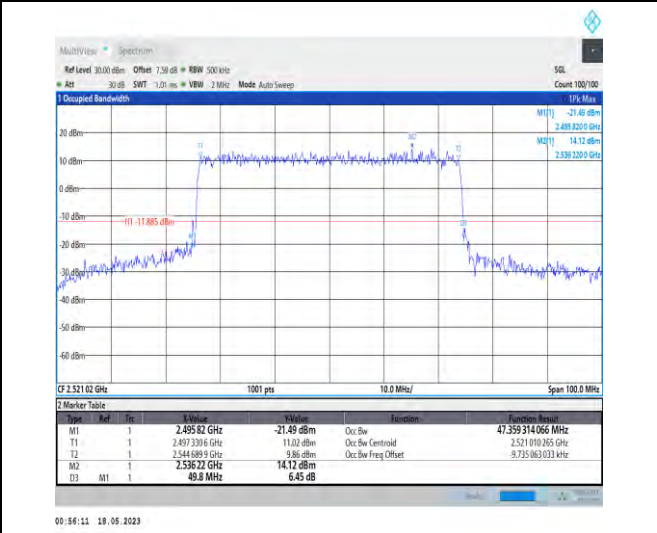 MultiView Spectrum
Ref Level 30.00 dBm Offset 7.59 dB RBW 500 kHz SGL
Att 30 dB SWT 1.01 ms VBW 2 MHz Mode Auto Sweep Count 100/100
1 Occupied Bandwidth 1Pk Max
M1[1] -21.49 dBm
2.495 8200 GHz
M2[1] 14.12 dBm
2.536 2200 GHz
20 dBm
T1 M2 T2
10 dBm
0 dBm
-10 dBm
H1 -11.885 dBm
-20 dBm
-30 dBm
-40 dBm
-50 dBm
-60 dBm
CF 2.521 02 GHz 1001 pts 10.0 MHz/ Span 100.0 MHz
2 Marker Table
Type Ref Trc X-Value Y-Value Function Function Result
M1 1 2.495 82 GHz -21.49 dBm Occ Bw 47.359 314 066 MHz
T1 1 2.497 330 6 GHz 11.02 dBm Occ Bw Centroid 2.521 010 265 GHz
T2 1 2.544 689 9 GHz 9.86 dBm Occ Bw Freq Offset -9.735 063 033 kHz
M2 1 2.536 22 GHz 14.12 dBm
D3 M1 1 49.8 MHz 6.45 dB
00:56:11 18.05.2023